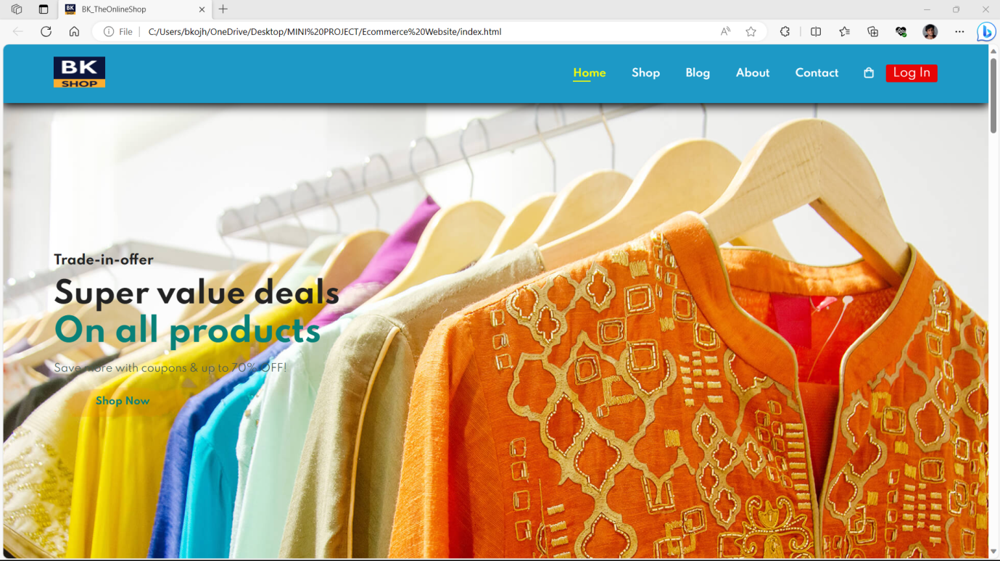 BK SHOP
BK_TheOnlineShop
File
C:/Users/bkojh/OneDrive/Desktop/MINI%20PROJECT/Ecommerce%20Website/index.html
BK
SHOP
Home Shop Blog About Contact Log In
Trade-in-offer
Super value deals
On all products
Save more with coupons & up to 70% OFF!
Shop Now